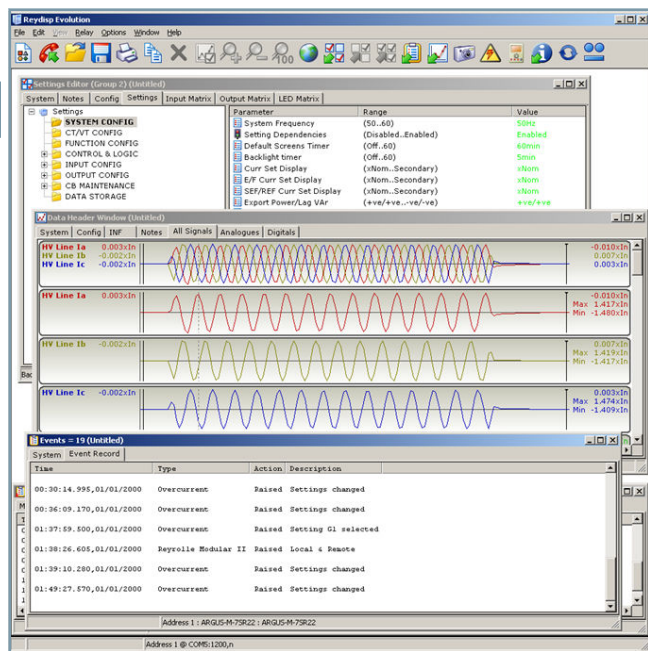 Reydisp Evolution
File Edit View Relay Options Window Help
Settings Editor (Group 2) (Untitled)
System Notes Config Settings Input Matrix Output Matrix LED Matrix
Settings
SYSTEM CONFIG
CT/VT CONFIG
FUNCTION CONFIG
CONTROL & LOGIC
INPUT CONFIG
OUTPUT CONFIG
CB MAINTENANCE
DATA STORAGE
Parameter Range Value
System Frequency (50..60) 50Hz
Setting Dependencies (Disabled..Enabled) Enabled
Default Screens Timer (Off..60) 60min
Backlight timer (Off..60) 5min
Curr Set Display (xNom..Secondary) xNom
E/F Curr Set Display (xNom..Secondary) xNom
SEF/REF Curr Set Display (xNom..Secondary) xNom
Export Power/Lag VAr (+ve/+ve..-ve/-ve) +ve/+ve
Data Header Window (Untitled)
System Config INF Notes All Signals Analogues Digitals
HV Line Ia 0.003xIn -0.010xIn
HV Line Ib -0.002xIn 0.007xIn
HV Line Ic -0.002xIn 0.003xIn
HV Line Ia 0.003xIn -0.010xIn
Max 1.417xIn
Min -1.480xIn
HV Line Ib -0.002xIn 0.007xIn
Max 1.419xIn
Min -1.417xIn
HV Line Ic -0.002xIn 0.003xIn
Max 1.474xIn
Min -1.409xIn
Events = 19 (Untitled)
System Event Record
Time Type Action Description
00:30:14.995,01/01/2000 Overcurrent Raised Settings changed
00:36:09.170,01/01/2000 Overcurrent Raised Settings changed
01:37:59.500,01/01/2000 Overcurrent Raised Setting G1 selected
01:38:26.605,01/01/2000 Reyrolle Modular II Raised Local & Remote
01:39:10.280,01/01/2000 Overcurrent Raised Settings changed
01:49:27.570,01/01/2000 Overcurrent Raised Settings changed
Address 1 : ARGUS-M-7SR22 : ARGUS-M-7SR22
Address 1 @ COM5:1200,n